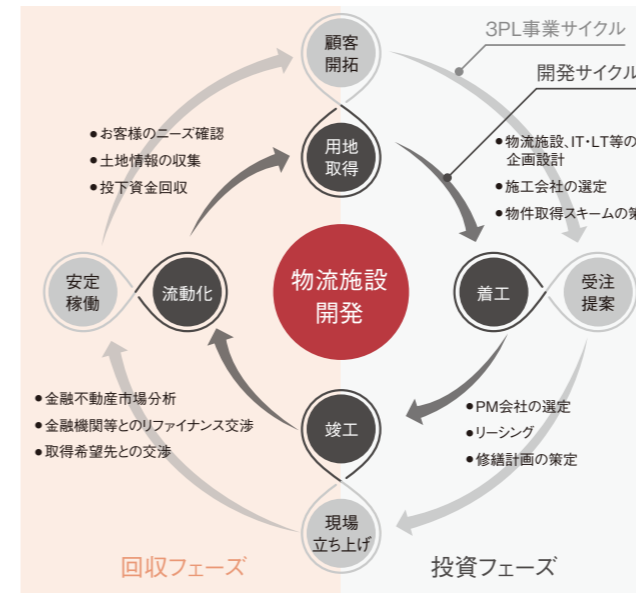 3PL事業サイクル
開発サイクル
顧客
開拓
用地
取得
●お客様のニーズ確認
●土地情報の収集
●投下資金回収
●物流施設、IT・LT等の
企画設計
●施工会社の選定
●物件取得スキームの策
安定
稼働
流動化
物流施設
開発
着工
受注
提案
●金融不動産市場分析
●金融機関等とのリファイナンス交渉
●取得希望先との交渉
竣工
●PM会社の選定
●リーシング
●修繕計画の策定
現場
立ち上げ
回収フェーズ
投資フェーズ